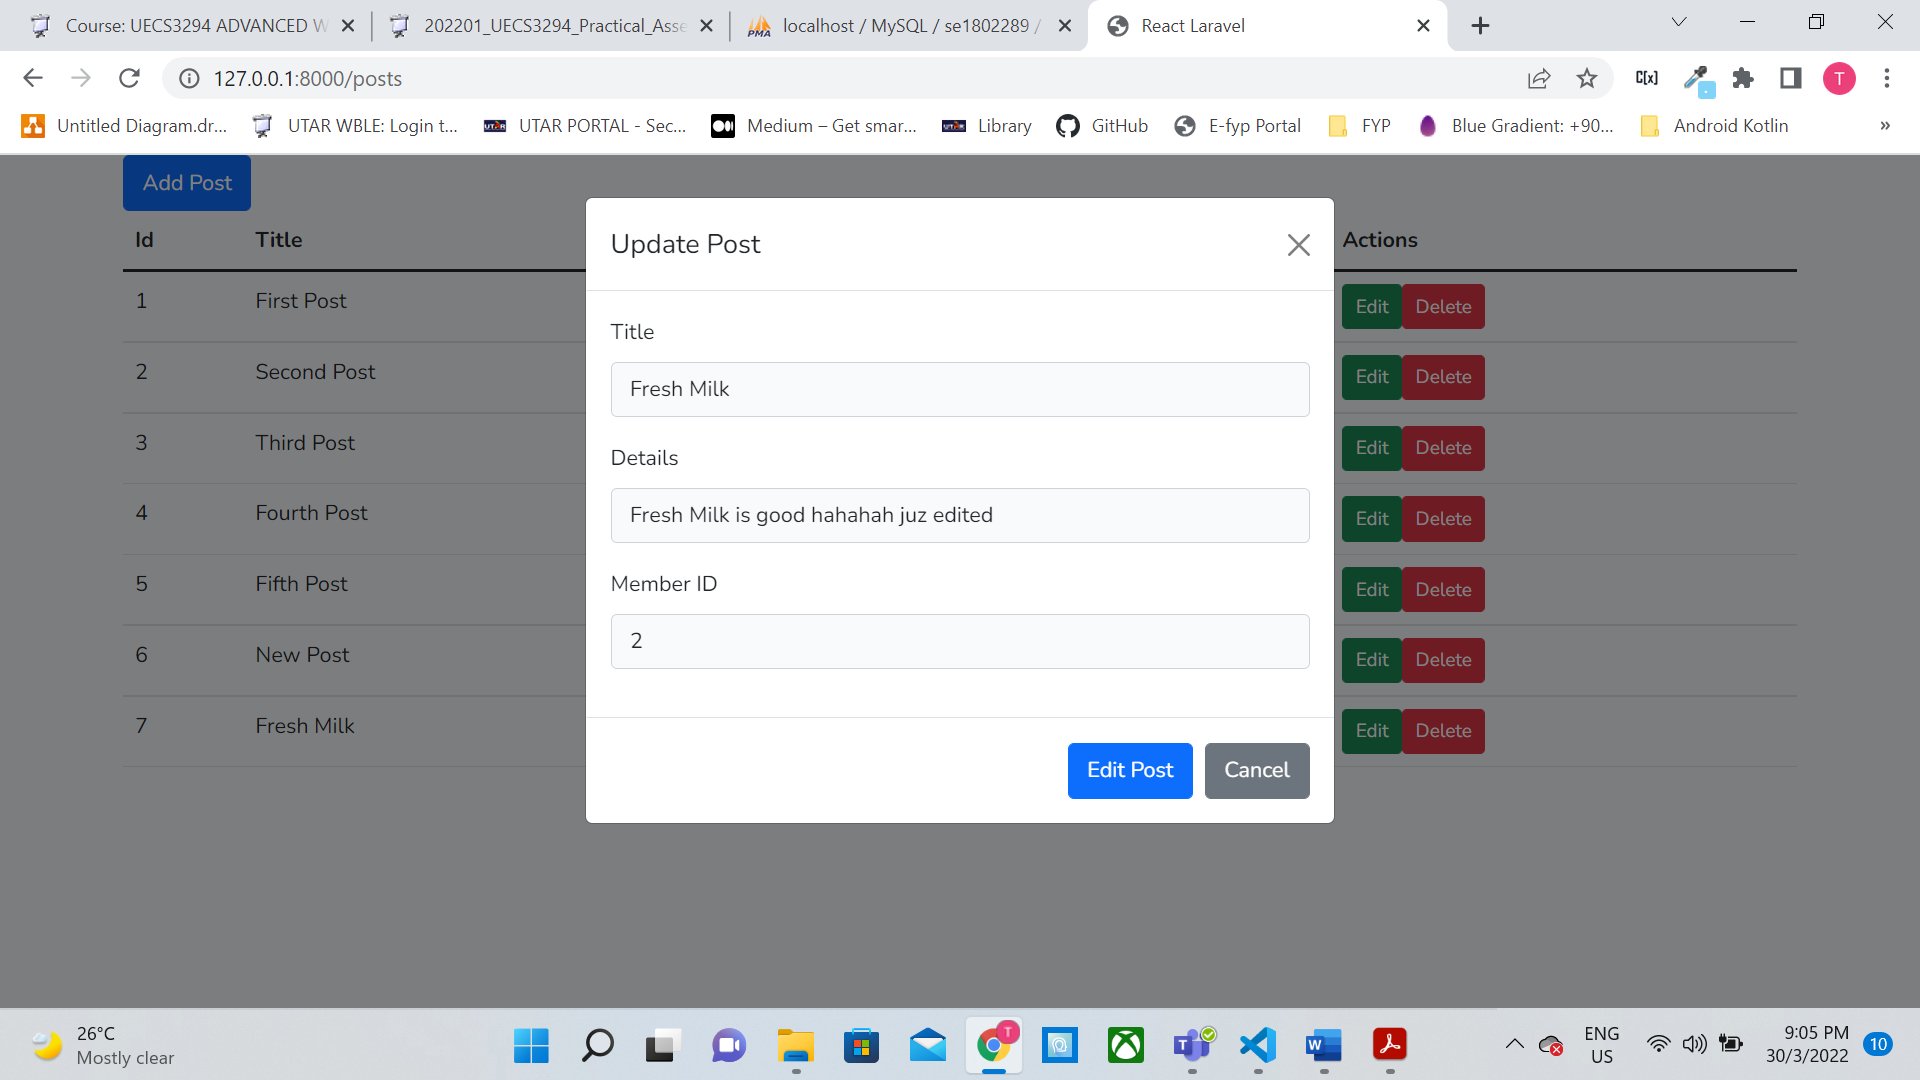 Course: UECS3294 ADVANCED W
202201_UECS3294_Practical_Asse
PMA localhost / MySQL / se1802289 /
React Laravel
127.0.0.1:8000/posts
C[x]
T
Untitled Diagram.dr...
UTAR WBLE: Login t...
UTAR PORTAL - Sec...
Medium – Get smar...
Library
GitHub
E-fyp Portal
FYP
Blue Gradient: +90...
Android Kotlin
»
Add Post
Id Title Actions
1 First Post Edit Delete
2 Second Post Edit Delete
3 Third Post Edit Delete
4 Fourth Post Edit Delete
5 Fifth Post Edit Delete
6 New Post Edit Delete
7 Fresh Milk Edit Delete
Update Post
Title
Fresh Milk
Details
Fresh Milk is good hahahah juz edited
Member ID
2
Edit Post Cancel
26°C
Mostly clear
T
T
W
ENG
US
9:05 PM
30/3/2022
10